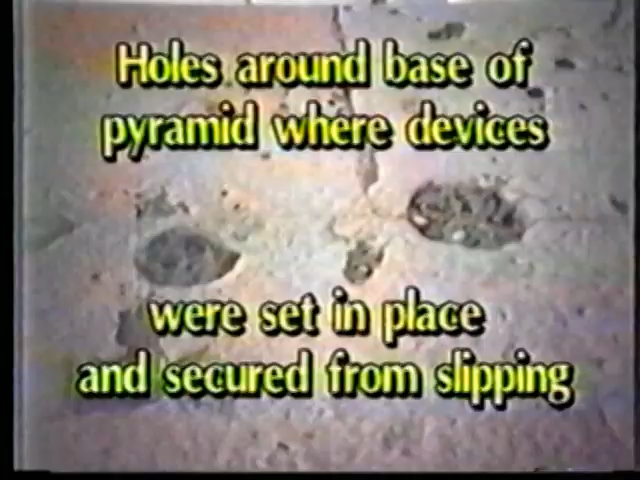 Holes around base of
pyramid where devices
were set in place
and secured from slipping